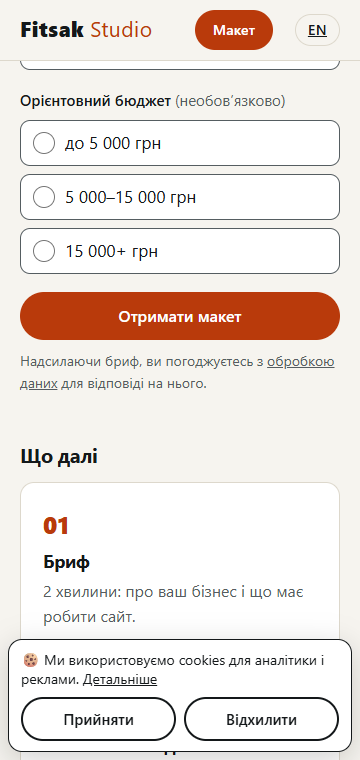 Fitsak Studio
Макет
EN
Орієнтовний бюджет (необов’язково)
до 5 000 грн
5 000–15 000 грн
15 000+ грн
Отримати макет
Надсилаючи бриф, ви погоджуєтесь з обробкою
даних для відповіді на нього.
Що далі
01
Бриф
2 хвилини: про ваш бізнес і що має
робити сайт.
🍪 Ми використовуємо cookies для аналітики і
реклами. Детальніше
Прийняти
Відхилити